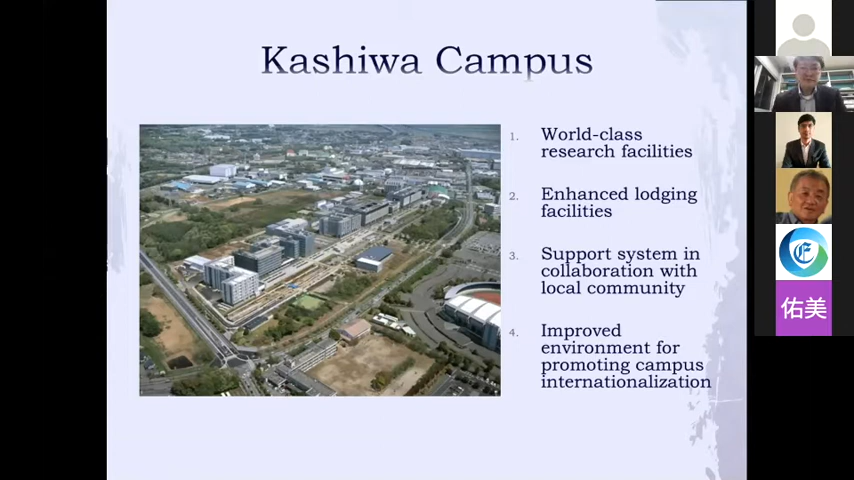 Kashiwa Campus
1. World-class
research facilities
2. Enhanced lodging
facilities
3. Support system in
collaboration with
local community
4. Improved
environment for
promoting campus
internationalization
佑美